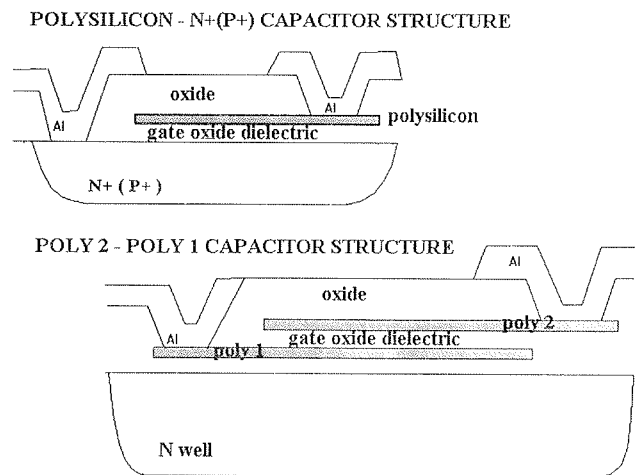 POLYSILICON - N+(P+) CAPACITOR STRUCTURE
oxide
Al
Al
polysilicon
gate oxide dielectric
N+ ( P+ )
POLY 2 - POLY 1 CAPACITOR STRUCTURE
Al
oxide
poly 2
Al
gate oxide dielectric
poly 1
N well